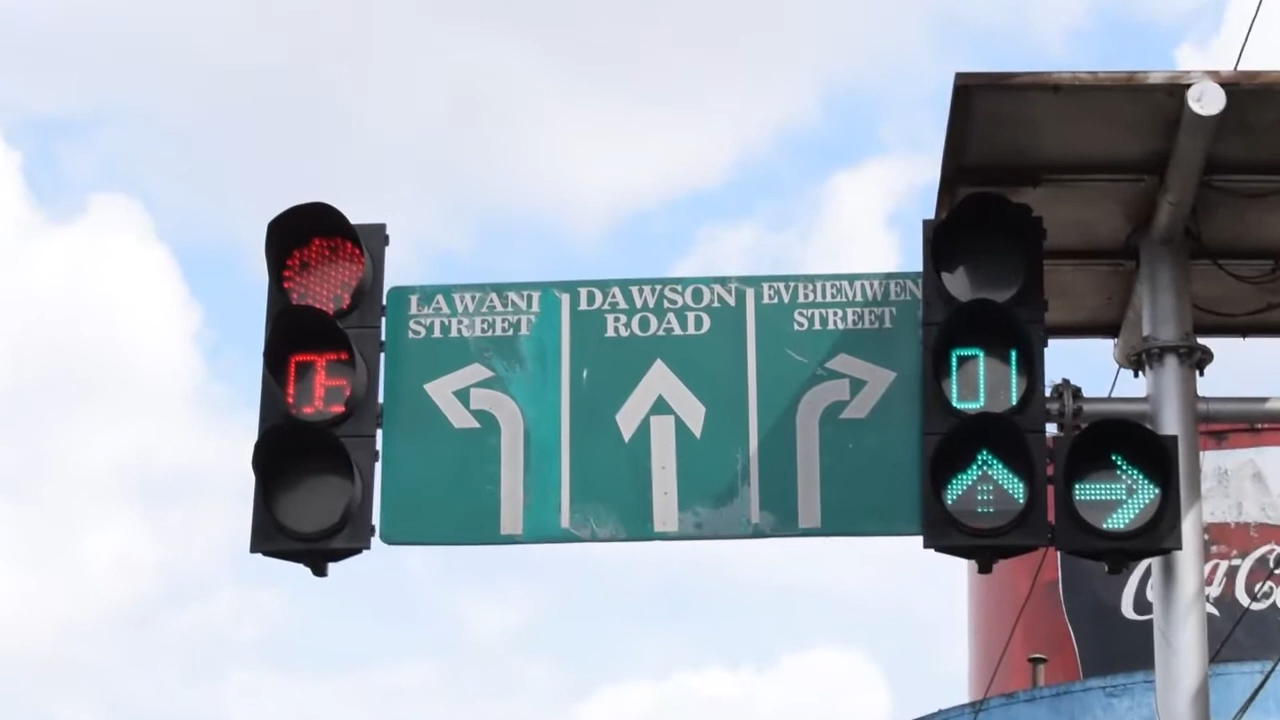 LAWANI
STREET
DAWSON
ROAD
EVBIEMWEN
STREET
06
01
Coca-Co